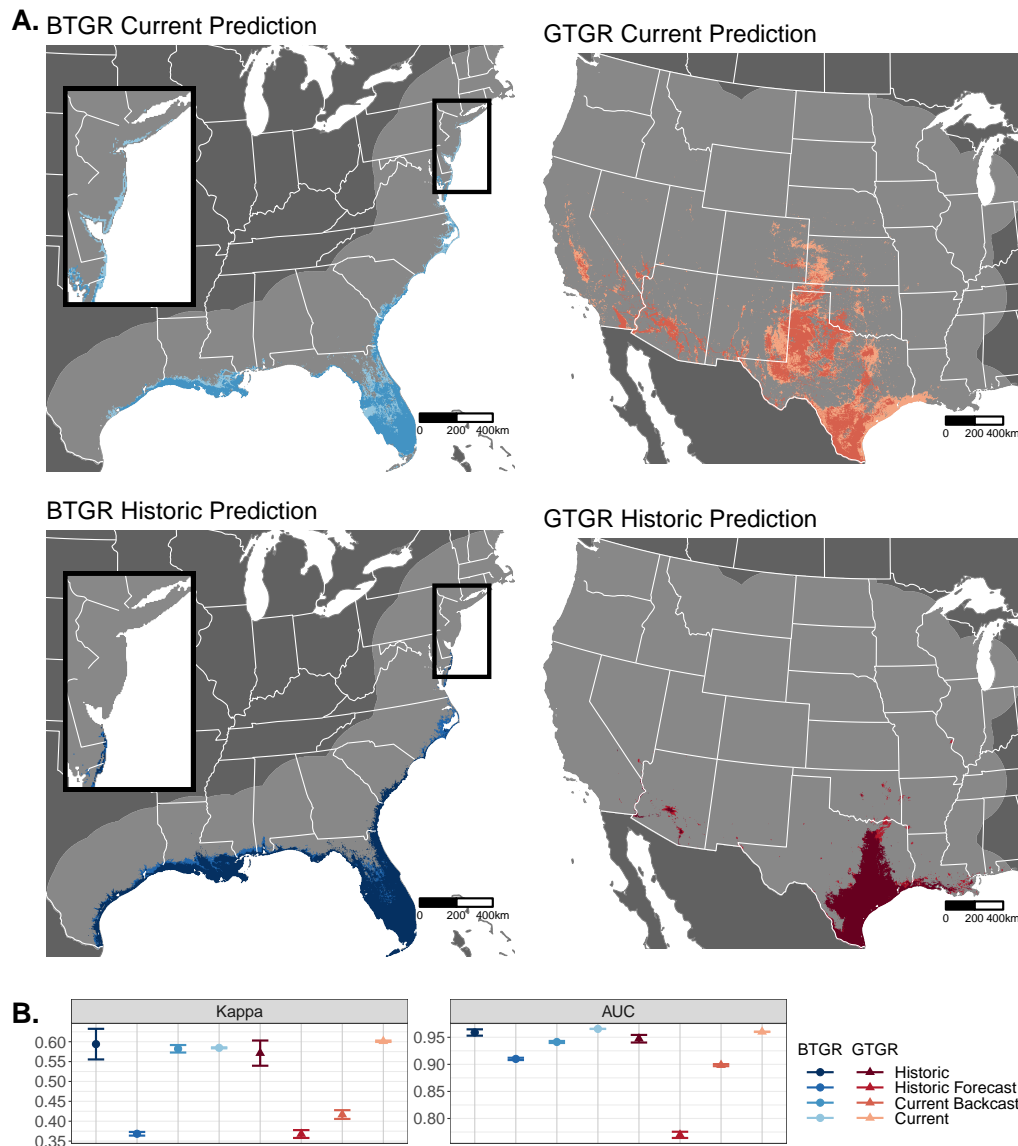 A.
BTGR Current Prediction
GTGR Current Prediction
0 200 400km
0 200 400km
BTGR Historic Prediction
GTGR Historic Prediction
0 200 400km
0 200 400km
B.
Kappa
0.60
0.55
0.50
0.45
0.40
0.35
AUC
0.95
0.90
0.85
0.80
BTGR GTGR
Historic
Historic Forecast
Current Backcast
Current